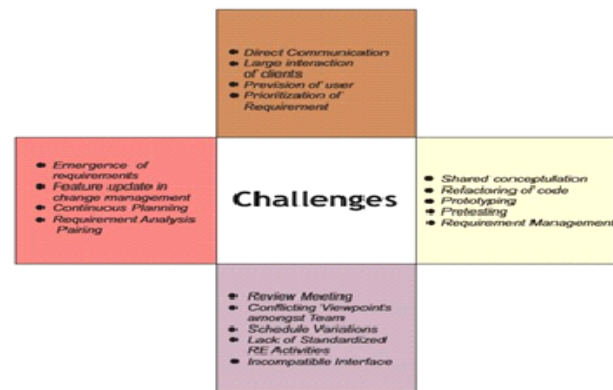 • Direct Communication
• Large interaction
of clients
• Prevision of user
• Prioritization of
Requirement
• Emergence of
requirements
• Feature update in
change management
• Continuous Planning
• Requirement Analysis
Pairing
Challenges
• Shared conceptullation
• Refactoring of code
• Prototyping
• Pretesting
• Requirement Management
• Review Meeting
• Conflicting Viewpoints
amongst Team
• Schedule Variations
• Lack of Standardized
RE Activities
• Incompatible Interface